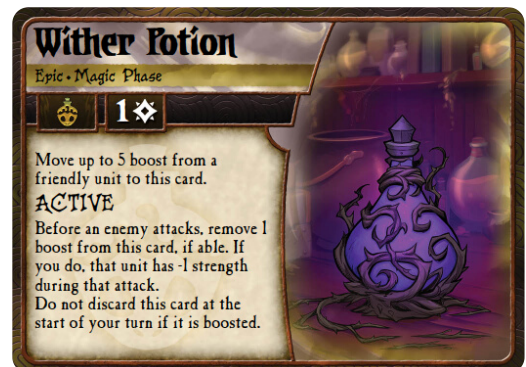 Wither Potion
Epic • Magic Phase
1
Move up to 5 boost from a
friendly unit to this card.
ACTIVE
Before an enemy attacks, remove 1
boost from this card, if able. If
you do, that unit has -1 strength
during that attack.
Do not discard this card at the
start of your turn if it is boosted.